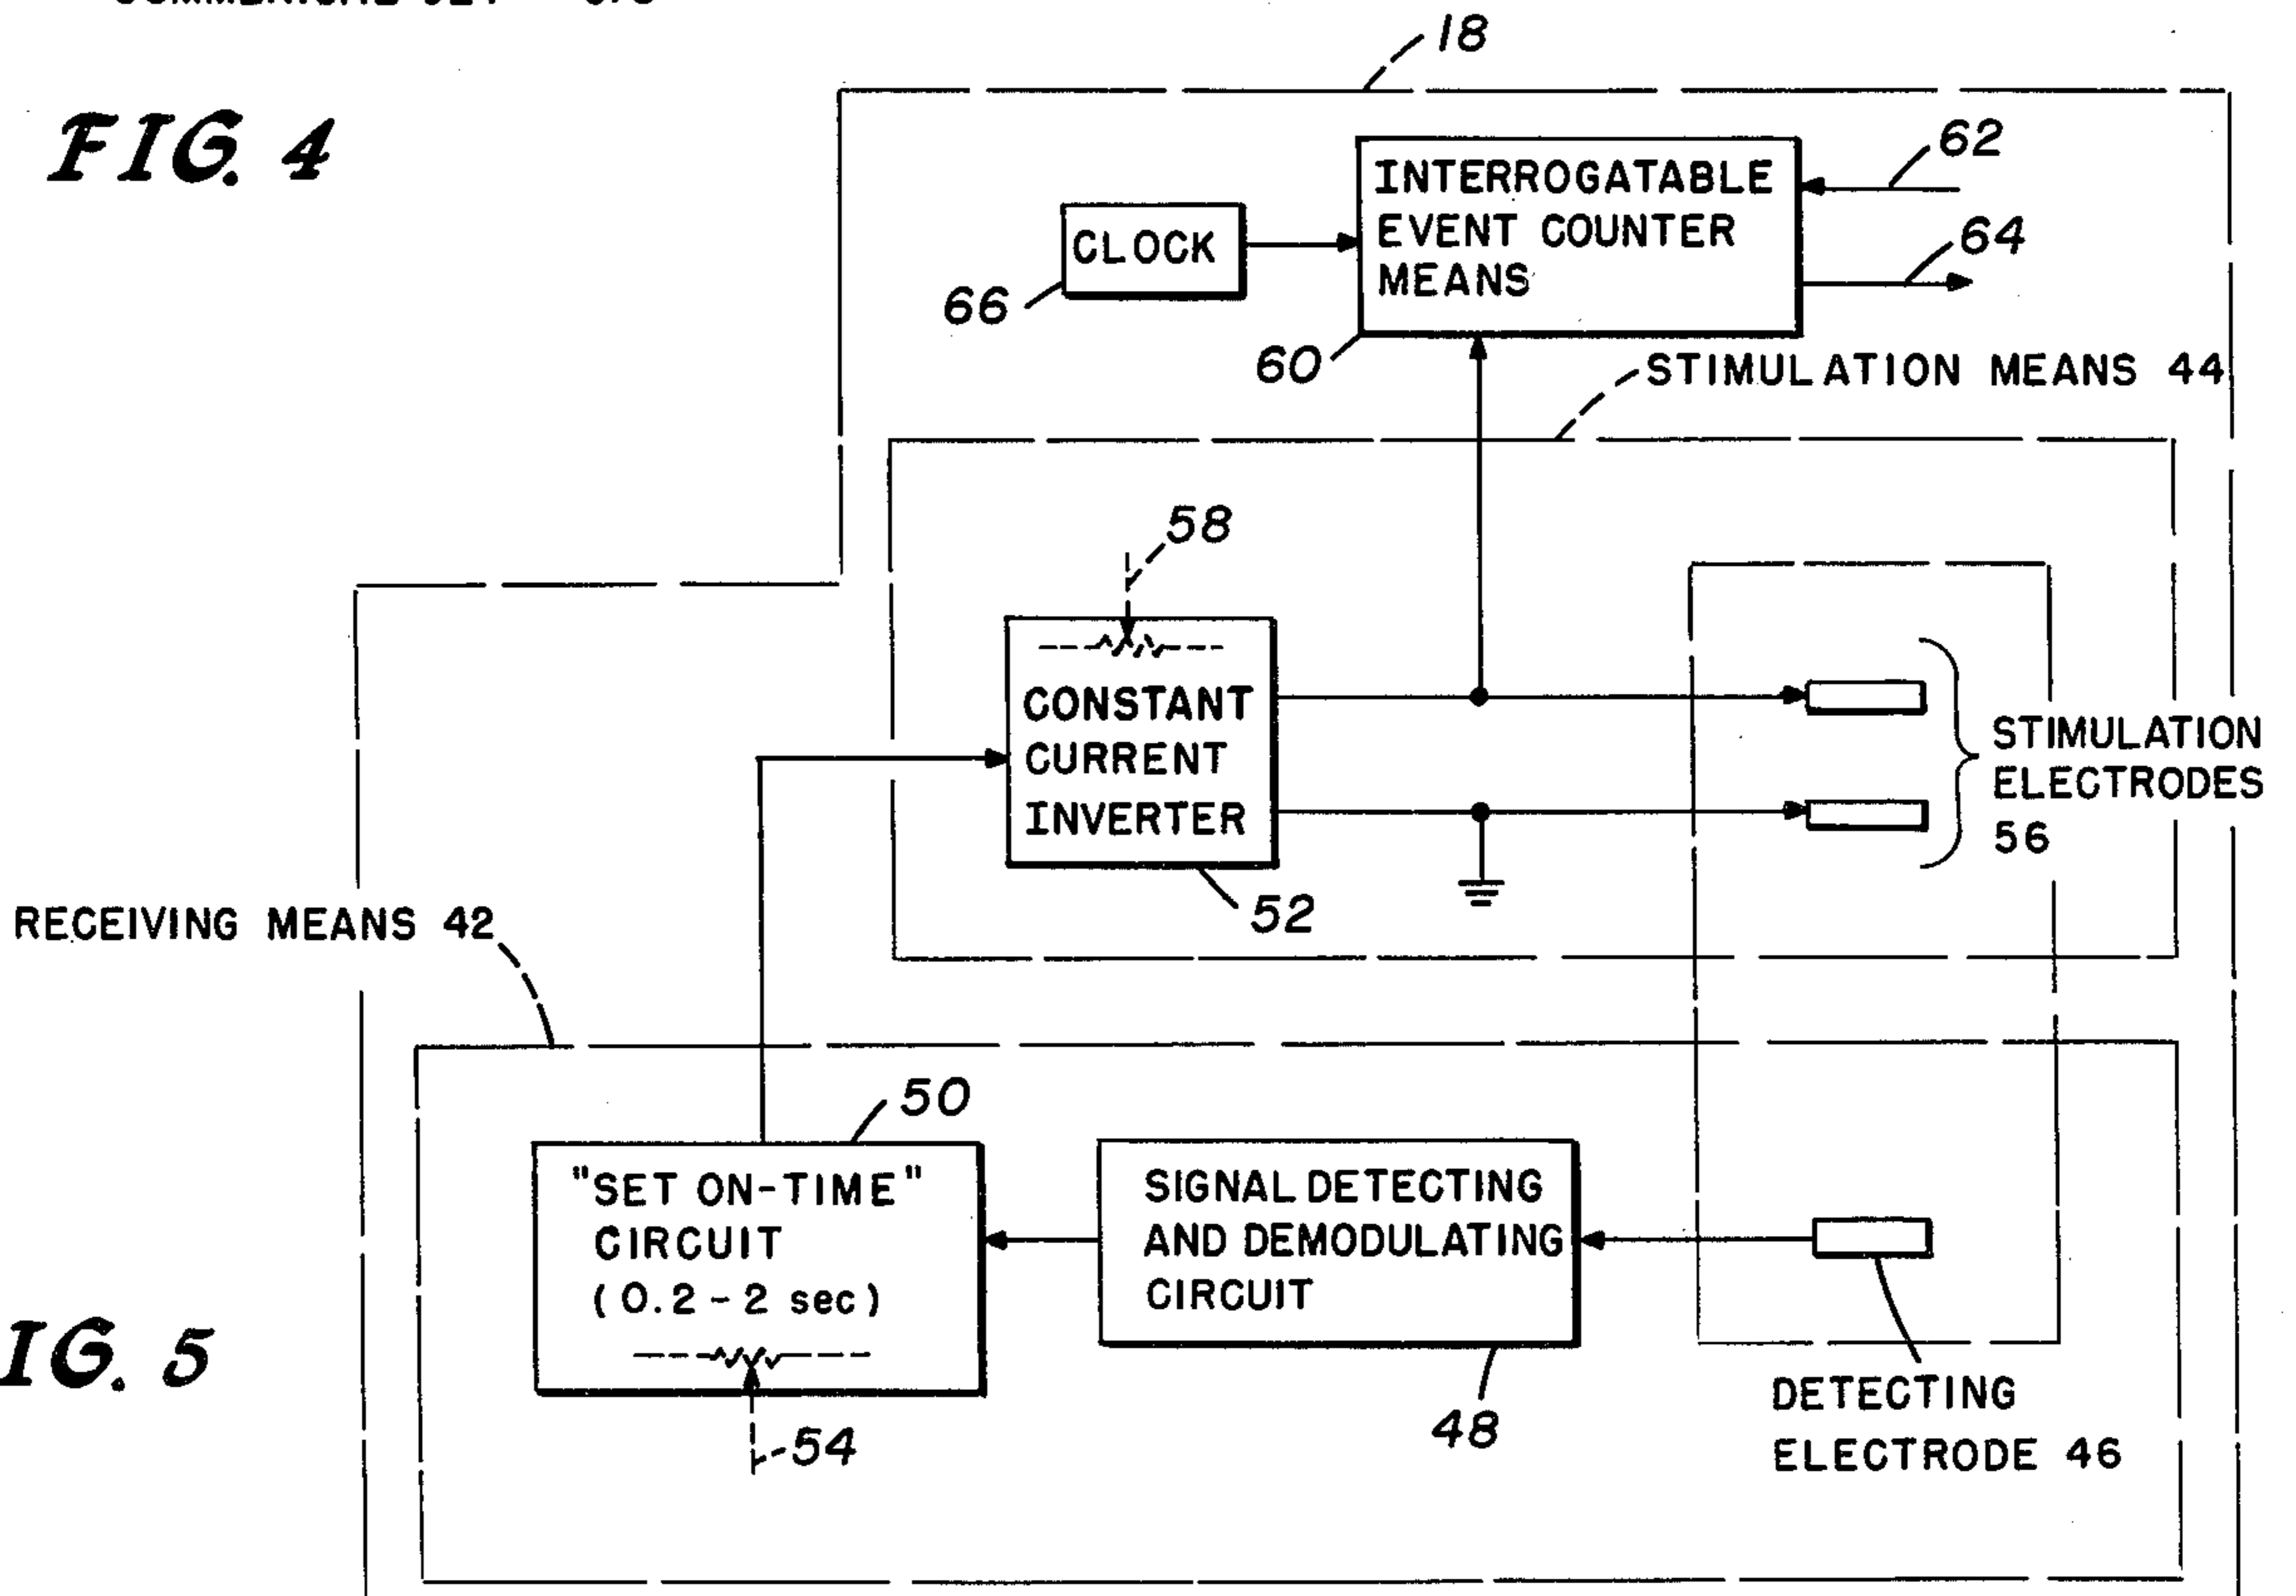 18
FIG. 4
INTERROGATABLE
EVENT COUNTER
MEANS
62
CLOCK
64
66
60
STIMULATION MEANS 44
58
CONSTANT
CURRENT
INVERTER
STIMULATION
ELECTRODES
56
52
RECEIVING MEANS 42
50
"SET ON-TIME"
CIRCUIT
(0.2-2 sec)
SIGNAL DETECTING
AND DEMODULATING
CIRCUIT
IG. 5
54
48
DETECTING
ELECTRODE 46